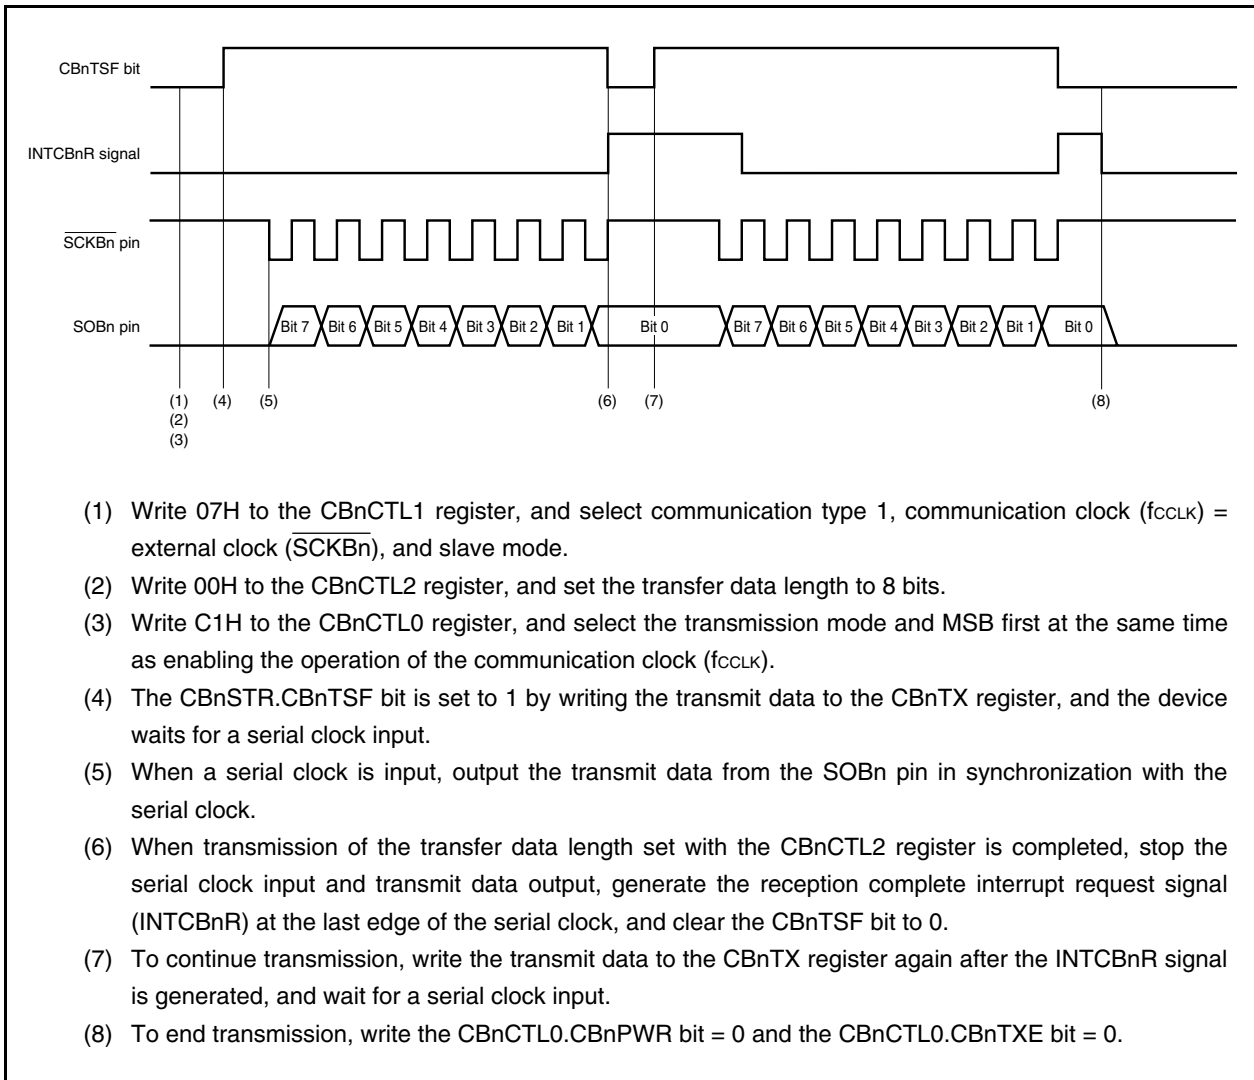 CBnTSF bit
INTCBnR signal
SCKBn pin
SOBn pin
Bit 7 Bit 6 Bit 5 Bit 4 Bit 3 Bit 2 Bit 1 Bit 0 Bit 7 Bit 6 Bit 5 Bit 4 Bit 3 Bit 2 Bit 1 Bit 0
(1) (4) (5) (6) (7) (8)
(2)
(3)
(1) Write 07H to the CBnCTL1 register, and select communication type 1, communication clock (fCCLK) =
external clock (SCKBn), and slave mode.
(2) Write 00H to the CBnCTL2 register, and set the transfer data length to 8 bits.
(3) Write C1H to the CBnCTL0 register, and select the transmission mode and MSB first at the same time
as enabling the operation of the communication clock (fCCLK).
(4) The CBnSTR.CBnTSF bit is set to 1 by writing the transmit data to the CBnTX register, and the device
waits for a serial clock input.
(5) When a serial clock is input, output the transmit data from the SOBn pin in synchronization with the
serial clock.
(6) When transmission of the transfer data length set with the CBnCTL2 register is completed, stop the
serial clock input and transmit data output, generate the reception complete interrupt request signal
(INTCBnR) at the last edge of the serial clock, and clear the CBnTSF bit to 0.
(7) To continue transmission, write the transmit data to the CBnTX register again after the INTCBnR signal
is generated, and wait for a serial clock input.
(8) To end transmission, write the CBnCTL0.CBnPWR bit = 0 and the CBnCTL0.CBnTXE bit = 0.